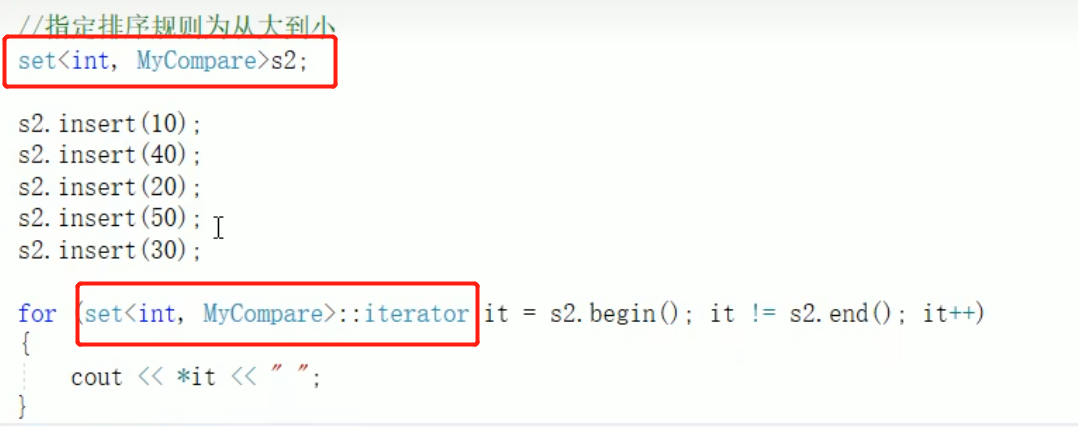 //指定排序规则为从大到小
set<int, MyCompare>s2;
s2.insert(10);
s2.insert(40);
s2.insert(20);
s2.insert(50);
s2.insert(30);
for (set<int, MyCompare>::iterator it = s2.begin(); it != s2.end(); it++)
{
cout << *it << " ";
}